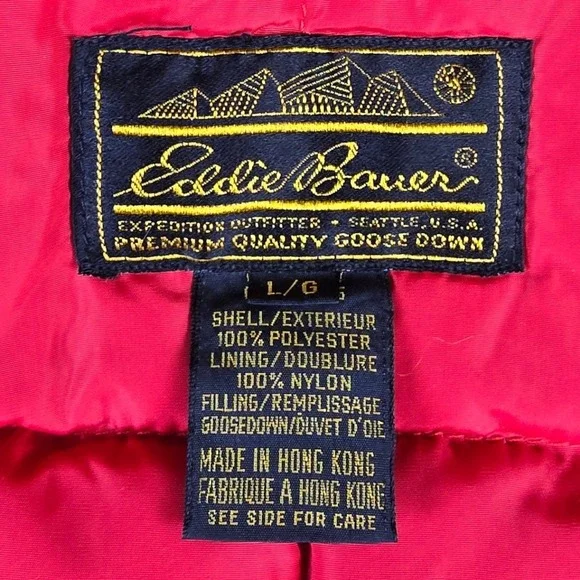 Eddie Bauer®
EXPEDITION OUTFITTER • SEATTLE, U.S.A
PREMIUM QUALITY GOOSE DOWN
L/G
SHELL/EXTERIEUR
100% POLYESTER
LINING/DOUBLURE
100% NYLON
FILLING/REMPLISSAGE
GOOSEDOWN/DUVET D'OIE
MADE IN HONG KONG
FABRIQUE A HONG KONG
SEE SIDE FOR CARE